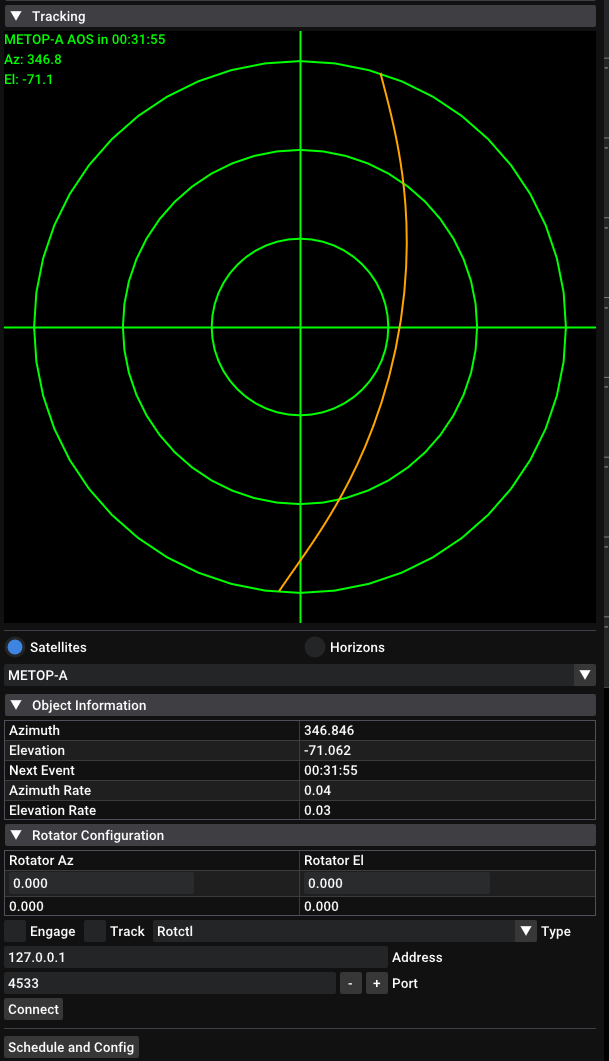 Tracking
METOP-A AOS in 00:31:55
Az: 346.8
El: -71.1
Satellites Horizons
METOP-A
Object Information
Azimuth 346.846
Elevation -71.062
Next Event 00:31:55
Azimuth Rate 0.04
Elevation Rate 0.03
Rotator Configuration
Rotator Az Rotator El
0.000 0.000
0.000 0.000
Engage Track Rotctl Type
127.0.0.1 Address
4533 - + Port
Connect
Schedule and Config